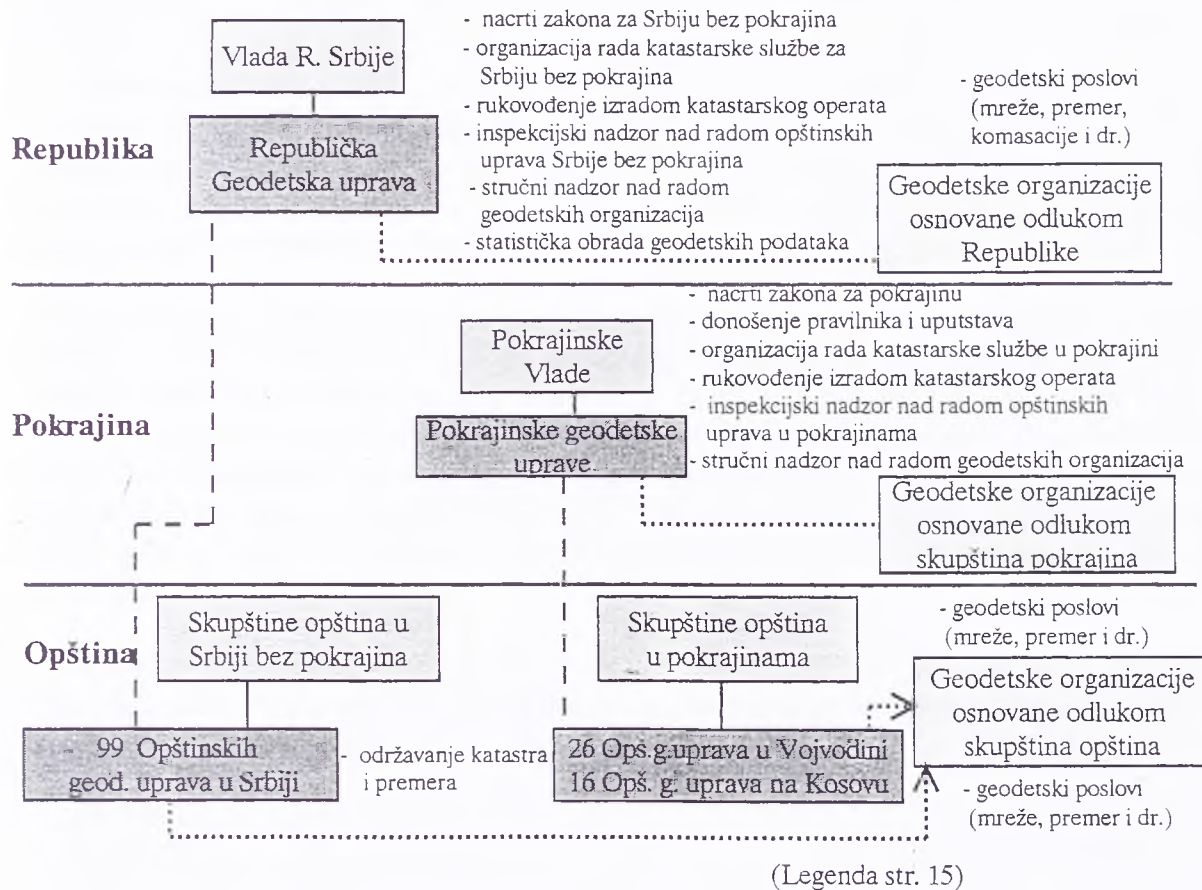 Vlada R. Srbije
- nacrti zakona za Srbiju bez pokrajina
- organizacija rada katastarske službe za
Srbiju bez pokrajina
- rukovođenje izradom katastarskog operata
- inspekcijski nadzor nad radom opštinskih
uprava Srbije bez pokrajina
- stručni nadzor nad radom
geodetskih organizacija
- statistička obrada geodetskih podataka
- geodetski poslovi
(mreže, premer,
komasacije i dr.)
Republika
Republička
Geodetska uprava
Geodetske organizacije
osnovane odlukom
Republike
- nacrti zakona za pokrajinu
- donošenje pravilnika i uputstava
- organizacija rada katastarske službe u pokrajini
- rukovođenje izradom katastarskog operata
- inspekcijski nadzor nad radom opštinskih
uprava u pokrajinama
- stručni nadzor nad radom geodetskih organizacija
Pokrajinske
Vlade
Pokrajina
Pokrajinske geodetske
uprave
Geodetske organizacije
osnovane odlukom
skupština pokrajina
Opština
Skupštine opština u
Srbiji bez pokrajina
Skupštine opština
u pokrajinama
- geodetski poslovi
(mreže, premer i dr.)
Geodetske organizacije
osnovane odlukom
skupština opština
- 99 Opštinskih
geod. uprava u Srbiji
- održavanje katastra
i premera
26 Opš.g.uprava u Vojvodini
16 Opš. g. uprava na Kosovu
- geodetski poslovi
(mreže, premer i dr.)
(Legenda str. 15)